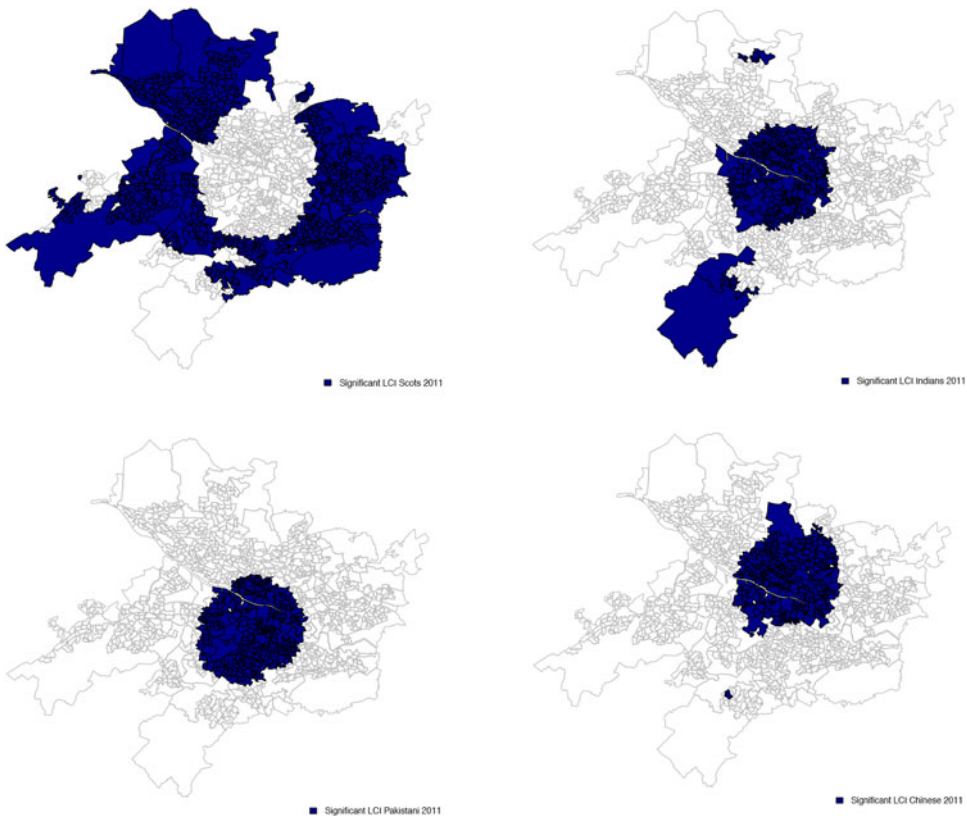 Significant LCI Scots 2011
Significant LCI Indians 2011
Significant LCI Pakistani 2011
Significant LCI Chinese 2011